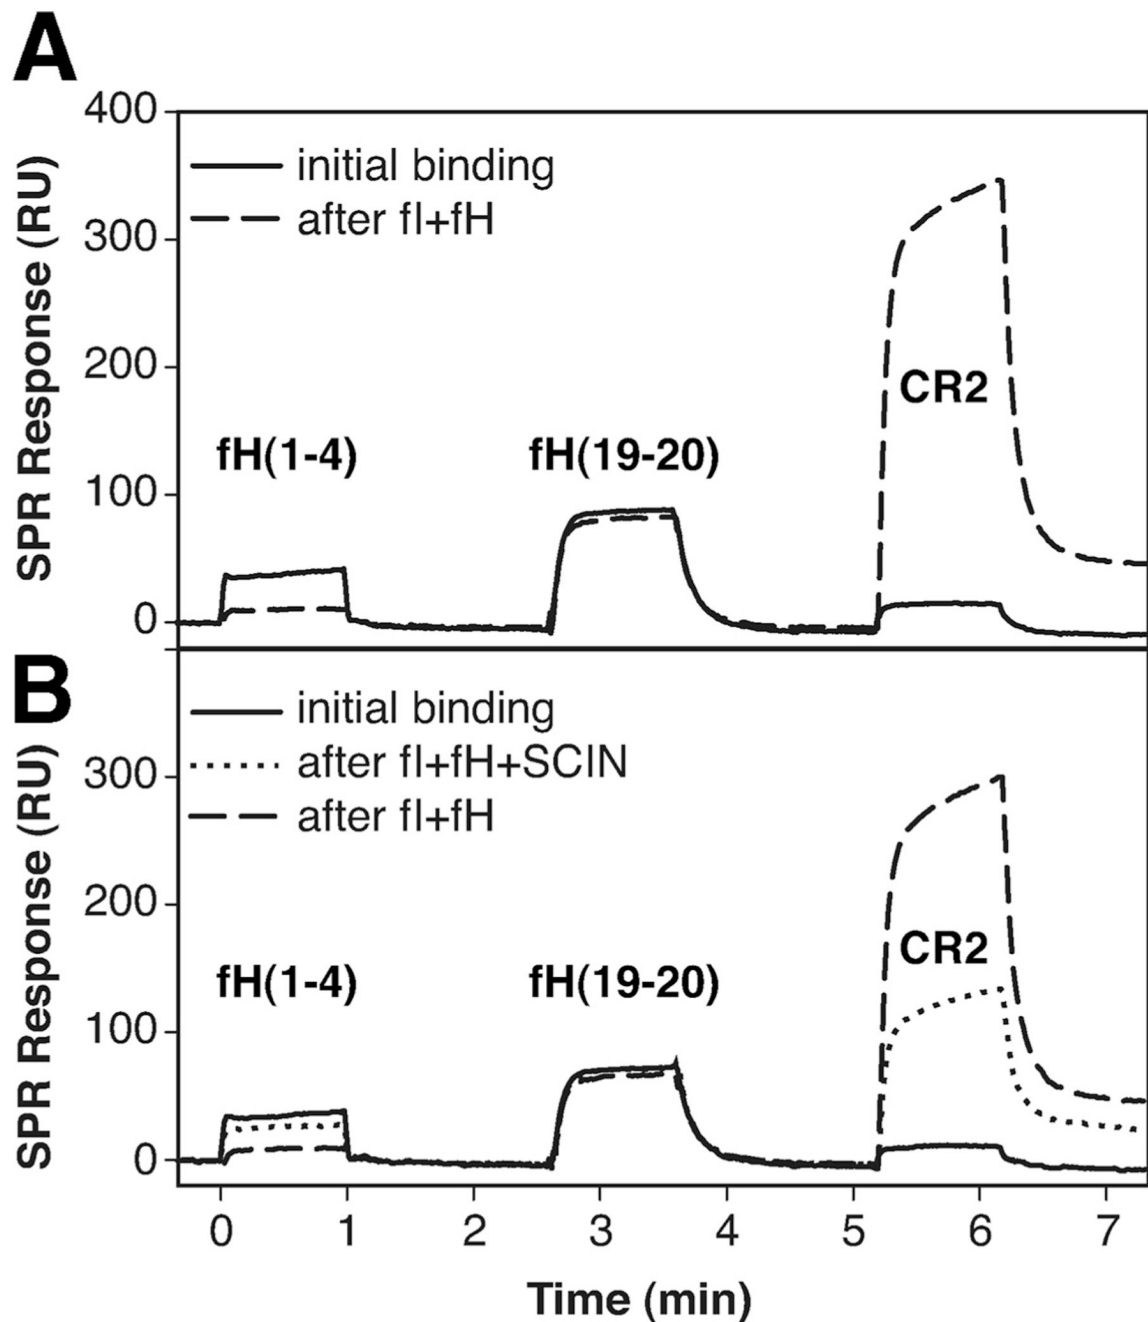 A
SPR Response (RU)
400
300
200
100
0
initial binding
after fI+fH
fH(1-4)
fH(19-20)
CR2
B
SPR Response (RU)
300
200
100
0
initial binding
after fI+fH+SCIN
after fI+fH
fH(1-4)
fH(19-20)
CR2
0 1 2 3 4 5 6 7
Time (min)